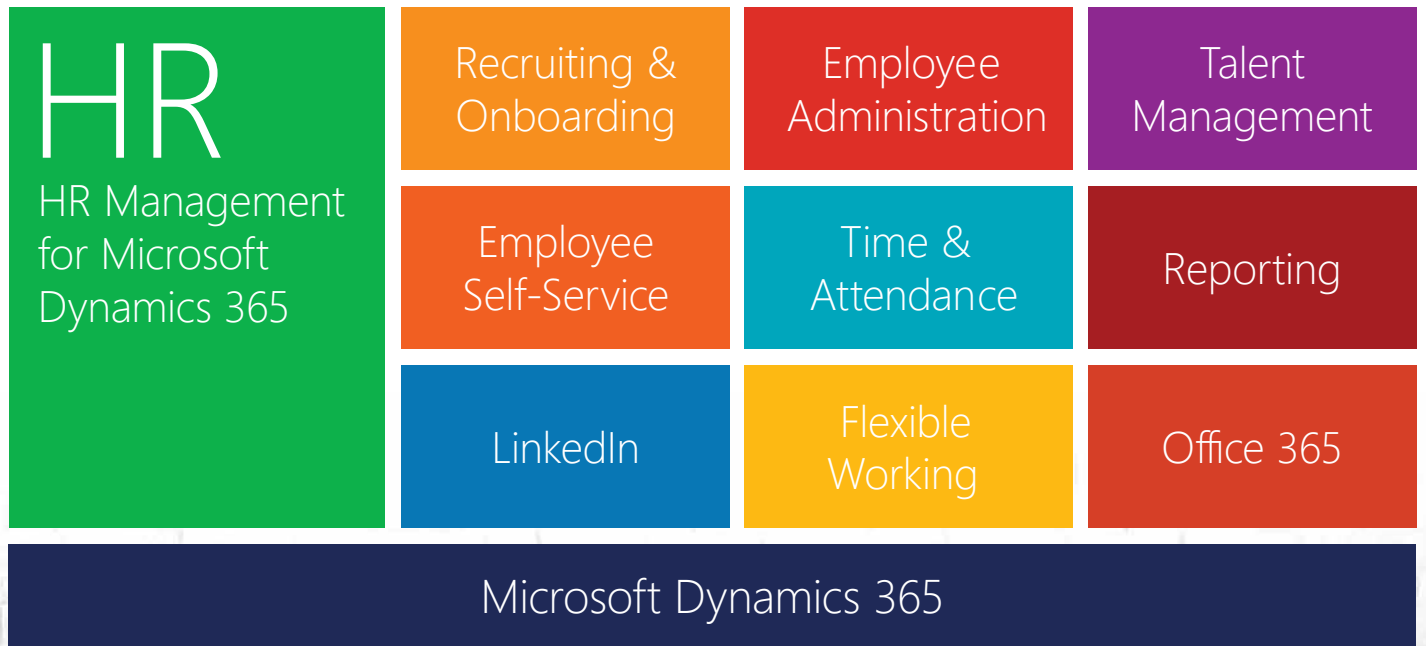 HR
HR Management
for Microsoft
Dynamics 365
Recruiting &
Onboarding
Employee
Administration
Talent
Management
Employee
Self-Service
Time &
Attendance
Reporting
LinkedIn
Flexible
Working
Office 365
Microsoft Dynamics 365